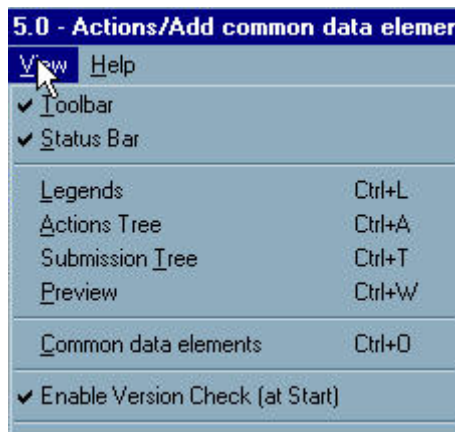 5.0 - Actions/Add common data elemer
View Help
Toolbar
Status Bar
Legends Ctrl+L
Actions Tree Ctrl+A
Submission Tree Ctrl+T
Preview Ctrl+W
Common data elements Ctrl+O
Enable Version Check (at Start)